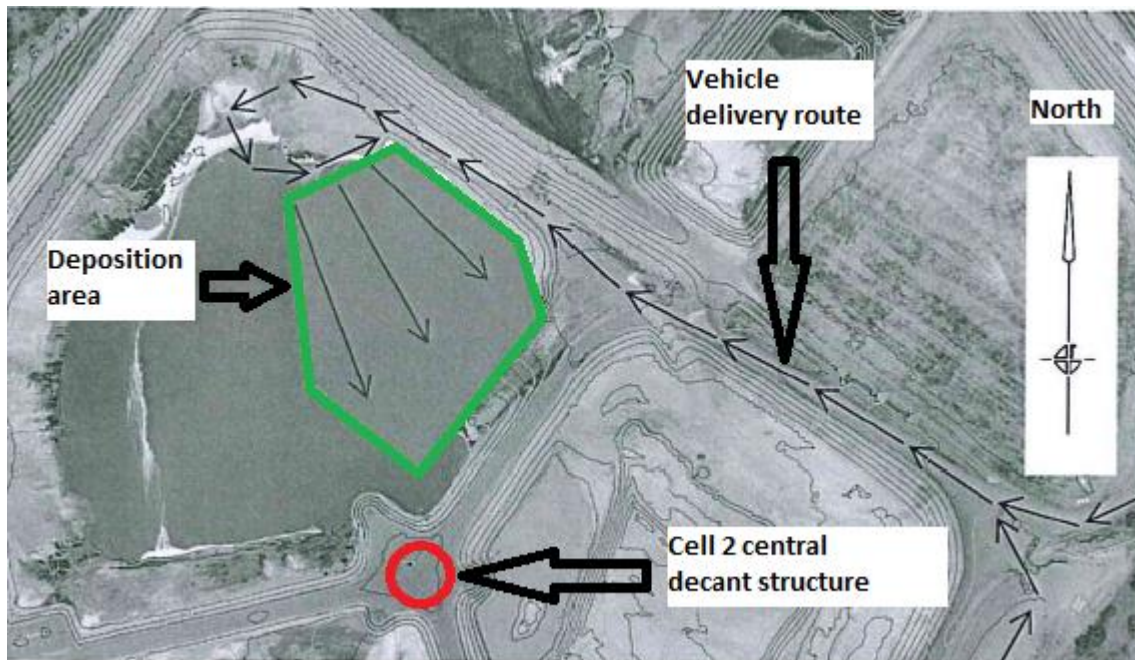 Vehicle
delivery route
North
Deposition
area
Cell 2 central
decant structure